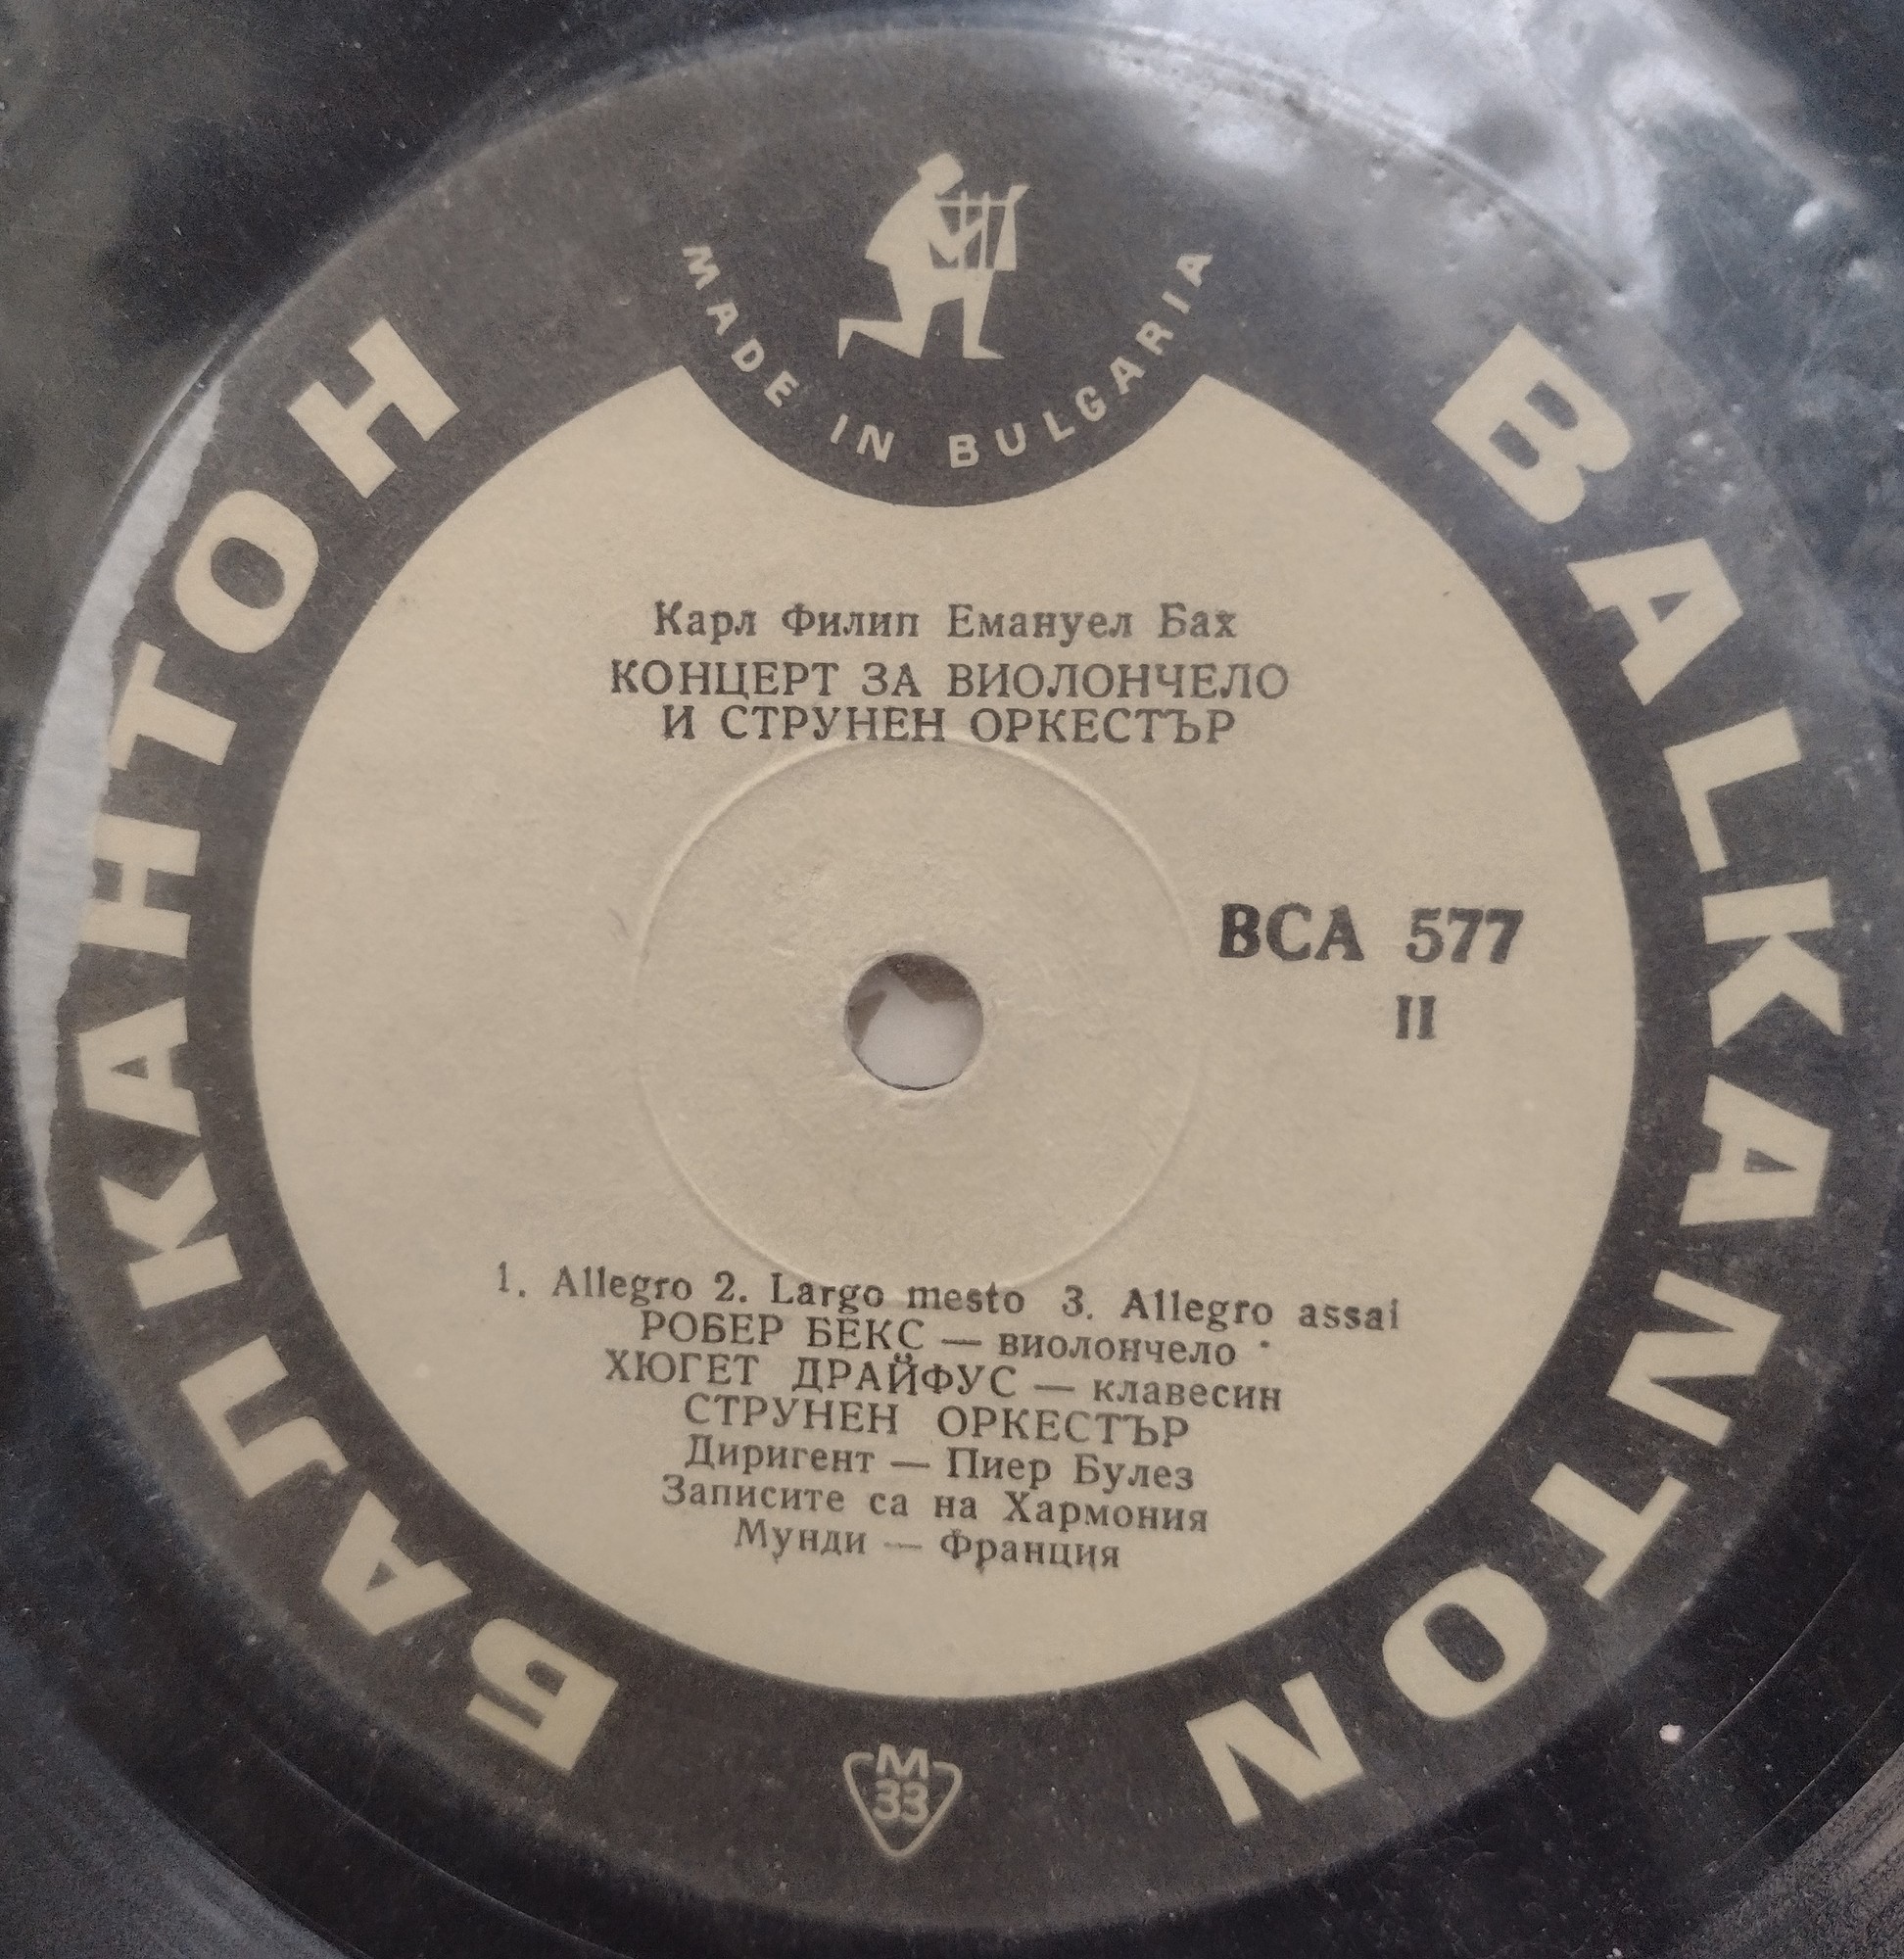 MADE IN BULGARIA
БАЛКАНТОН
BALKANTON
Карл Филип Емануел Бах
КОНЦЕРТ ЗА ВИОЛОНЧЕЛО
И СТРУНЕН ОРКЕСТЪР
ВСА 577
II
1. Allegro 2. Largo mesto 3. Allegro assai
РОБЕР БЕКС — виолончело
ХЮГЕТ ДРАЙФУС — клавесин
СТРУНЕН ОРКЕСТЪР
Диригент — Пиер Булез
Записите са на Хармония
Мунди — Франция
М
33